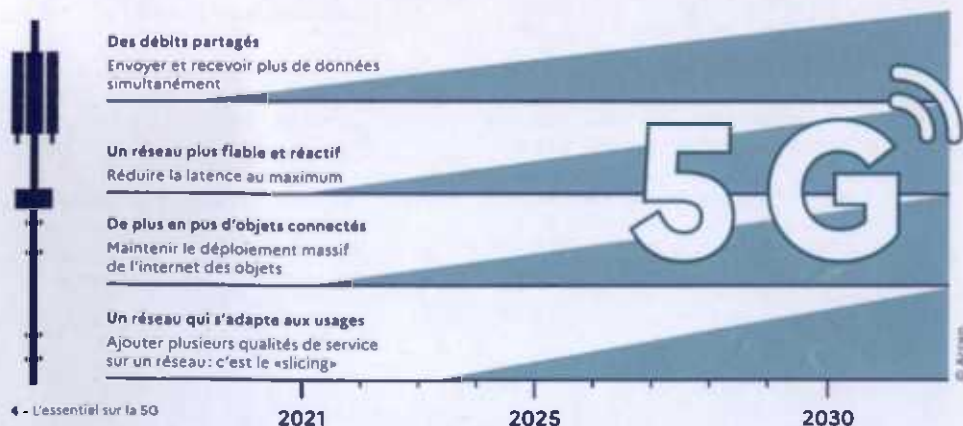 Des débits partagés
Envoyer et recevoir plus de données
simultanément
Un réseau plus fiable et réactif
Réduire la latence au maximum
De plus en pus d'objets connectés
Maintenir le déploiement massif
de l'internet des objets
Un réseau qui s'adapte aux usages
Ajouter plusieurs qualités de service
sur un réseau: c'est le «slicing»
5G
© Arcep
4 - L'essentiel sur la 5G
2021
2025
2030